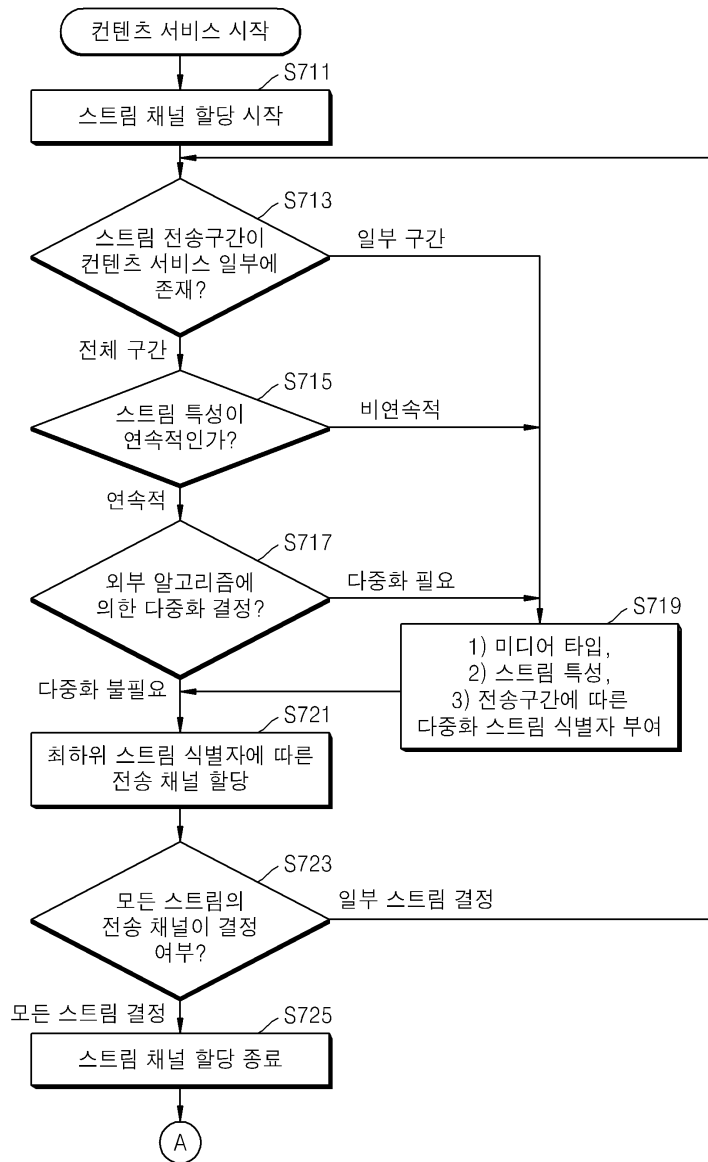 컨텐츠 서비스 시작
S711
스트림 채널 할당 시작
S713
스트림 전송구간이
컨텐츠 서비스 일부에
존재?
일부 구간
전체 구간
S715
스트림 특성이
연속적인가?
비연속적
연속적
S717
외부 알고리즘에
의한 다중화 결정?
다중화 필요
S719
1) 미디어 타입,
2) 스트림 특성,
3) 전송구간에 따른
다중화 스트림 식별자 부여
다중화 불필요
S721
최하위 스트림 식별자에 따른
전송 채널 할당
S723
모든 스트림의
전송 채널이 결정
여부?
일부 스트림 결정
모든 스트림 결정
S725
스트림 채널 할당 종료
A